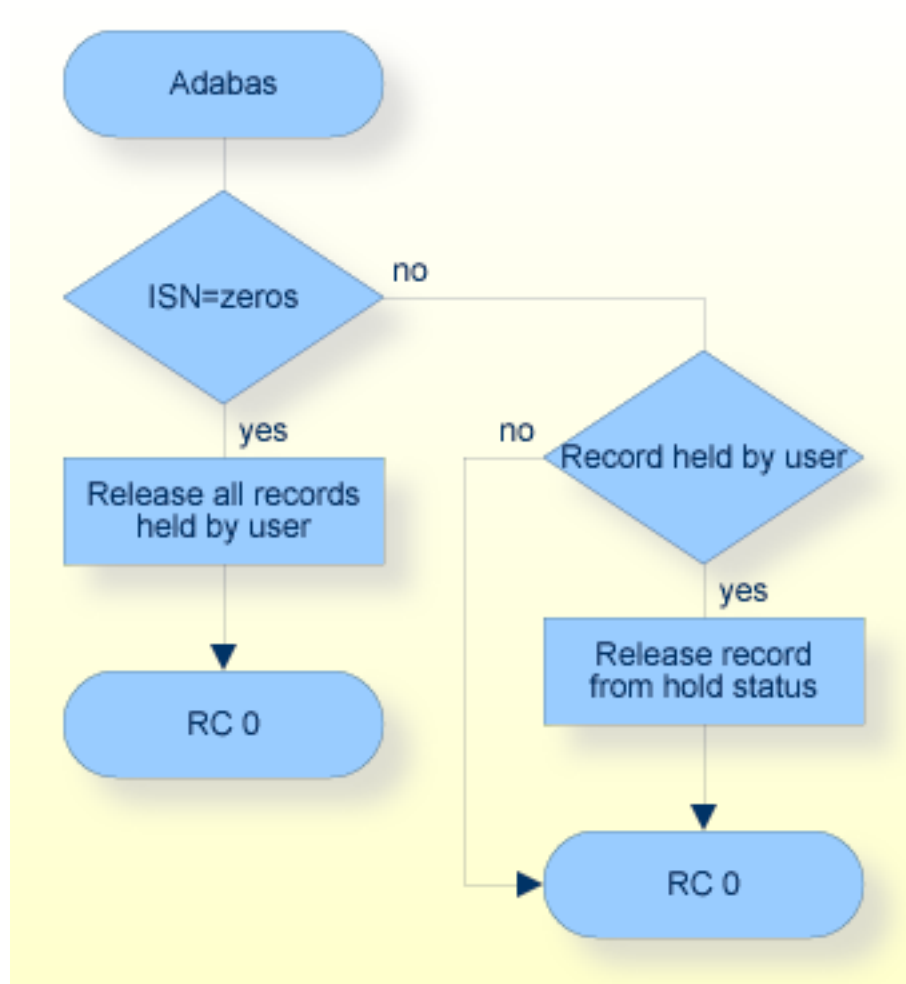 Adabas
ISN=zeros
no
yes
Release all records
held by user
RC 0
no
Record held by user
yes
Release record
from hold status
RC 0